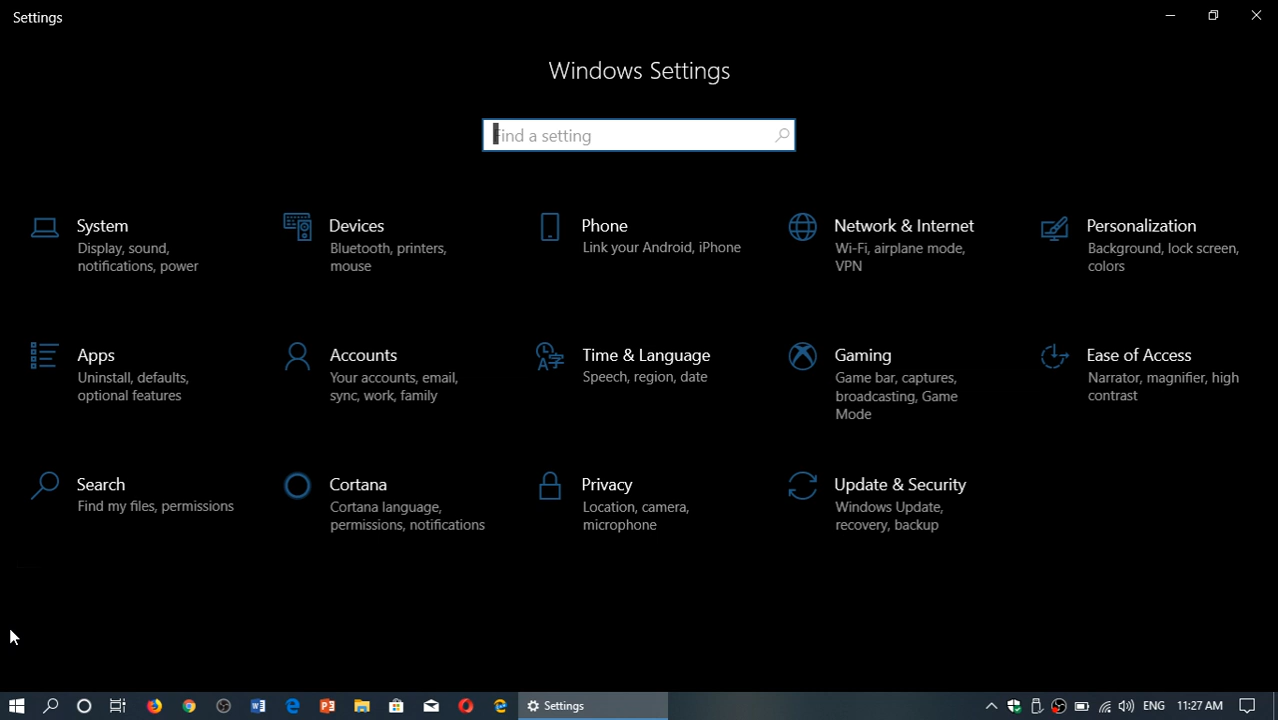 Settings
Windows Settings
Find a setting
System
Display, sound,
notifications, power
Devices
Bluetooth, printers,
mouse
Phone
Link your Android, iPhone
Network & Internet
Wi-Fi, airplane mode,
VPN
Personalization
Background, lock screen,
colors
Apps
Uninstall, defaults,
optional features
Accounts
Your accounts, email,
sync, work, family
Time & Language
Speech, region, date
Gaming
Game bar, captures,
broadcasting, Game
Mode
Ease of Access
Narrator, magnifier, high
contrast
Search
Find my files, permissions
Cortana
Cortana language,
permissions, notifications
Privacy
Location, camera,
microphone
Update & Security
Windows Update,
recovery, backup
Settings
ENG
11:27 AM